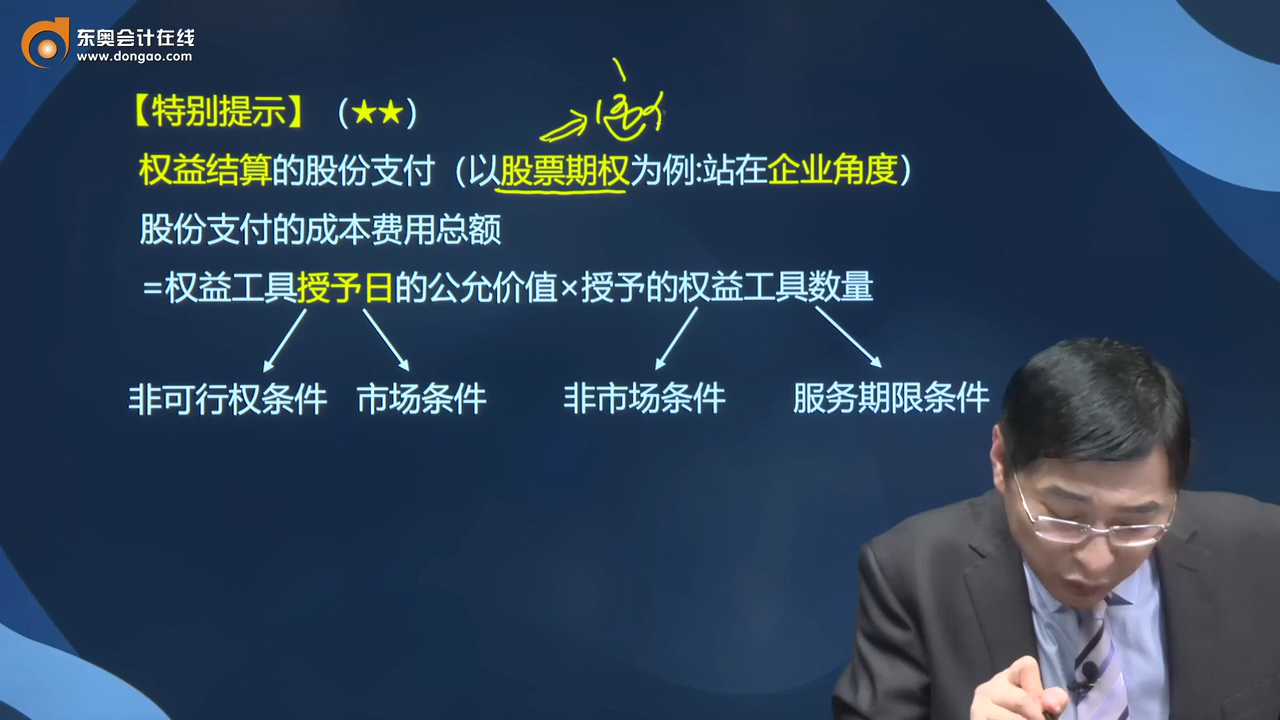 东奥会计在线
www.dongao.com
【特别提示】（★★）
权益结算的股份支付（以股票期权为例:站在企业角度）
股份支付的成本费用总额
=权益工具授予日的公允价值×授予的权益工具数量
非可行权条件 市场条件 非市场条件 服务期限条件